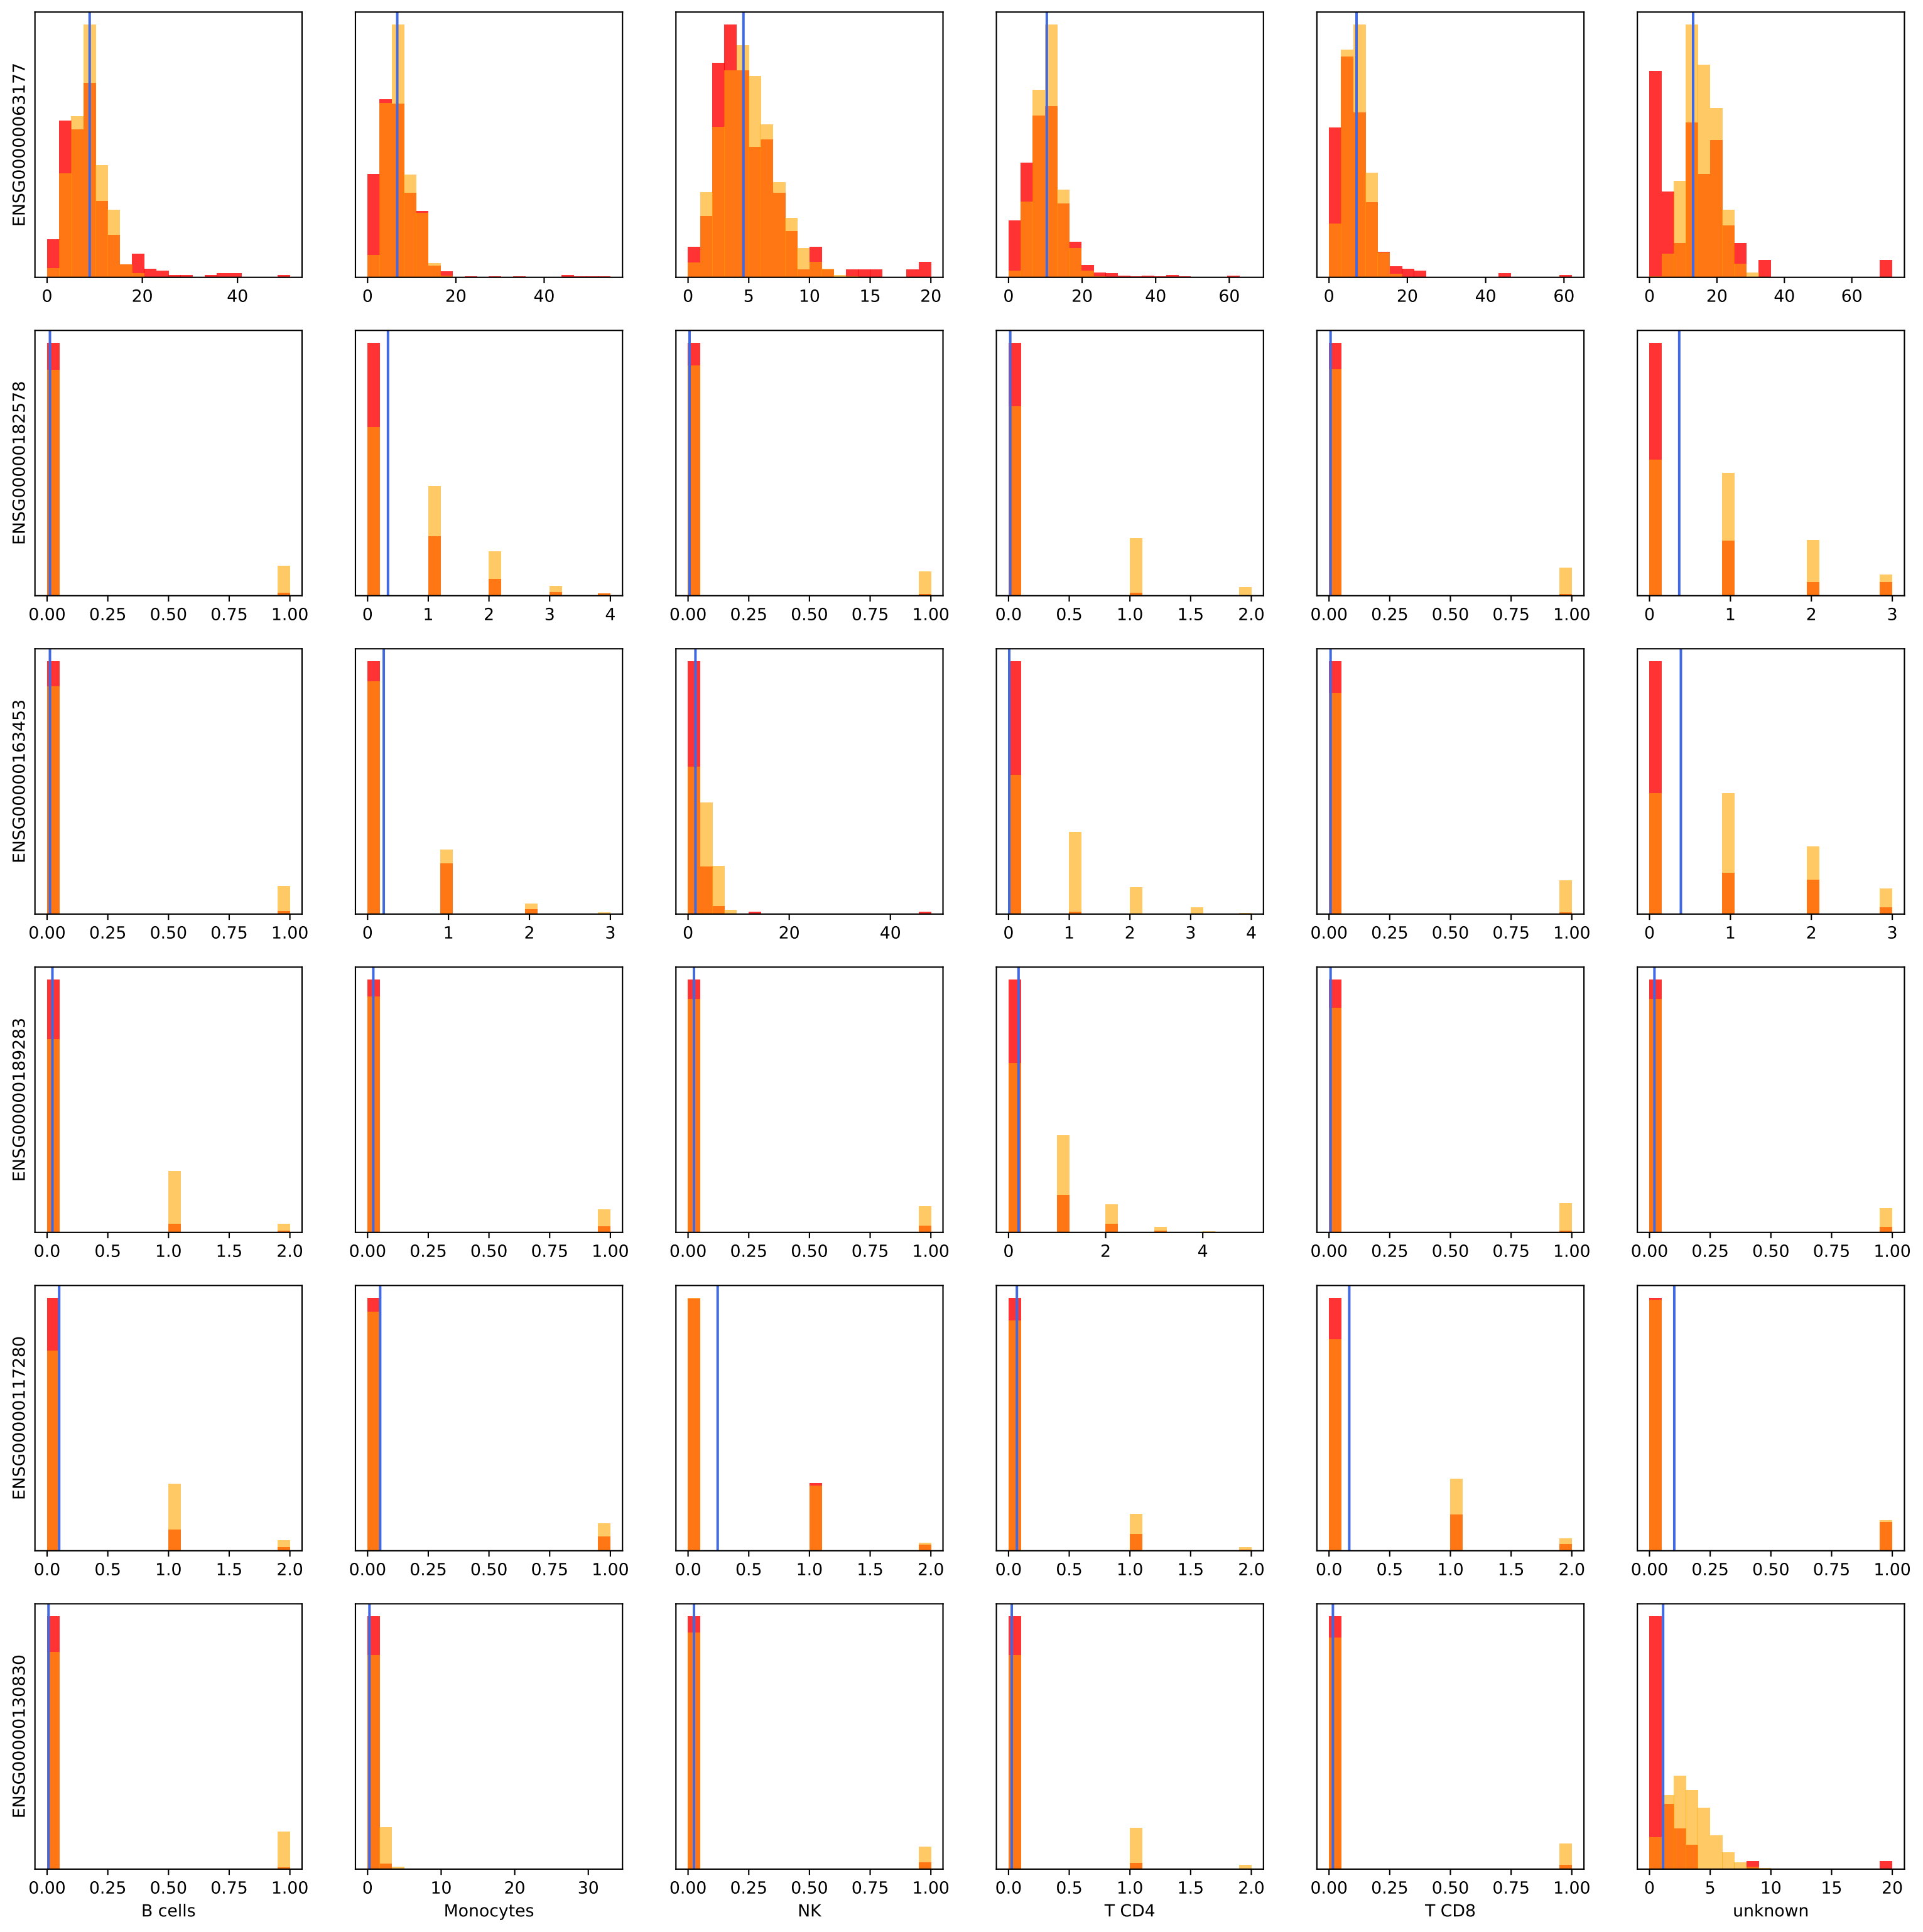 ENSG00000063177
0 20 40
0 20 40
0 5 10 15 20
0 20 40 60
0 20 40 60
0 20 40 60
ENSG00000182578
0.00 0.25 0.50 0.75 1.00
0 1 2 3 4
0.00 0.25 0.50 0.75 1.00
0.0 0.5 1.0 1.5 2.0
0.00 0.25 0.50 0.75 1.00
0 1 2 3
ENSG00000163453
0.00 0.25 0.50 0.75 1.00
0 1 2 3
0 20 40
0 1 2 3 4
0.00 0.25 0.50 0.75 1.00
0 1 2 3
ENSG00000189283
0.0 0.5 1.0 1.5 2.0
0.00 0.25 0.50 0.75 1.00
0.00 0.25 0.50 0.75 1.00
0 2 4
0.00 0.25 0.50 0.75 1.00
0.00 0.25 0.50 0.75 1.00
ENSG00000117280
0.0 0.5 1.0 1.5 2.0
0.00 0.25 0.50 0.75 1.00
0.0 0.5 1.0 1.5 2.0
0.0 0.5 1.0 1.5 2.0
0.0 0.5 1.0 1.5 2.0
0.00 0.25 0.50 0.75 1.00
ENSG00000130830
0.00 0.25 0.50 0.75 1.00
B cells
0 10 20 30
Monocytes
0.00 0.25 0.50 0.75 1.00
NK
0.0 0.5 1.0 1.5 2.0
T CD4
0.00 0.25 0.50 0.75 1.00
T CD8
0 5 10 15 20
unknown